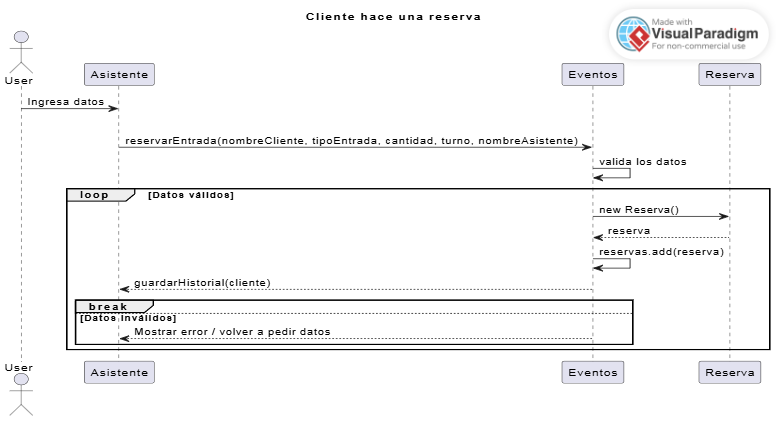 Cliente hace una reserva
Made with
VisualParadigm
For non-commercial use
User
Asistente
Eventos
Reserva
Ingresa datos
reservarEntrada(nombreCliente, tipoEntrada, cantidad, turno, nombreAsistente)
valida los datos
loop [Datos válidos]
new Reserva()
reserva
reservas.add(reserva)
guardarHistorial(cliente)
break
[Datos Inválidos]
Mostrar error / volver a pedir datos
User
Asistente
Eventos
Reserva